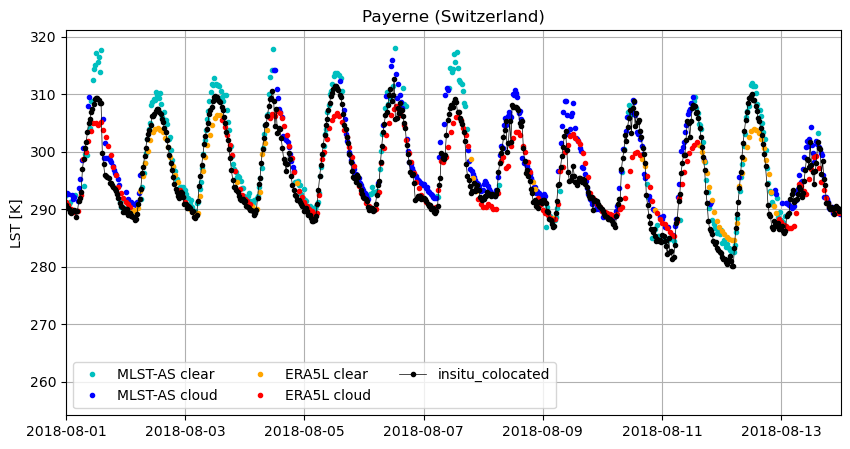 Payerne (Switzerland)
320
310
300
290
280
270
260
LST [K]
MLST-AS clear
MLST-AS cloud
ERA5L clear
ERA5L cloud
insitu_colocated
2018-08-01
2018-08-03
2018-08-05
2018-08-07
2018-08-09
2018-08-11
2018-08-13